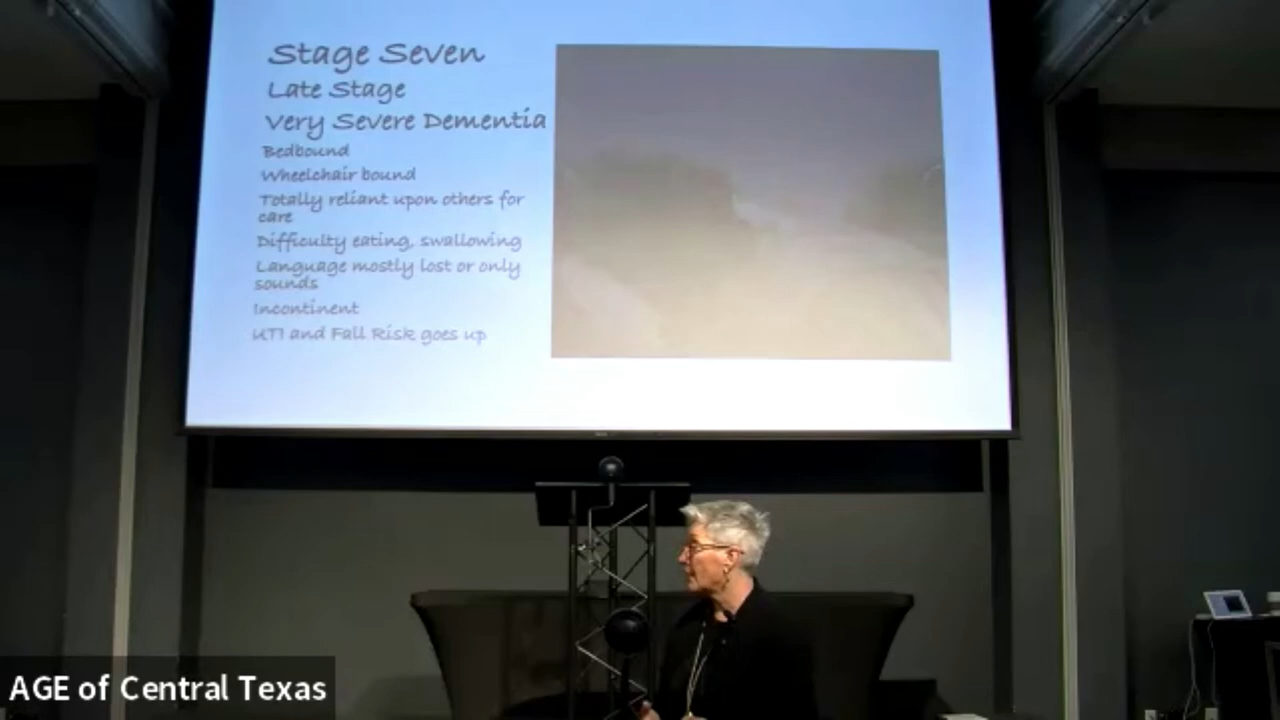 Stage Seven
Late Stage
Very Severe Dementia
Bedbound
Wheelchair bound
Totally reliant upon others for
care
Difficulty eating, swallowing
Language mostly lost or only
sounds
Incontinent
UTI and Fall Risk goes up
AGE of Central Texas